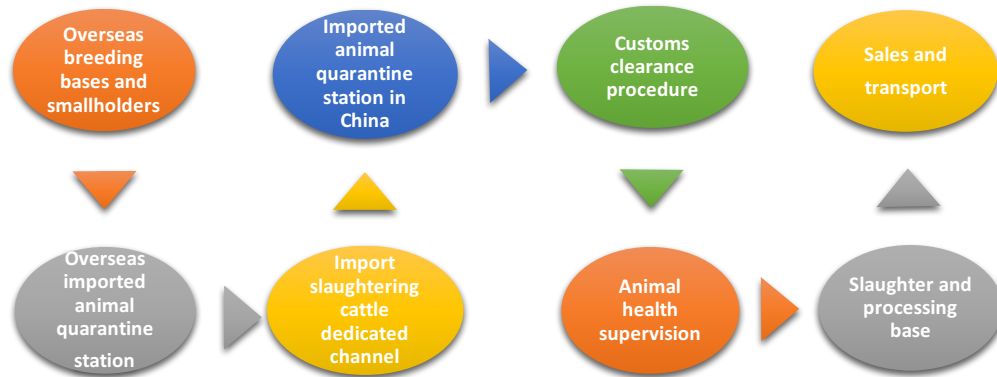 Overseas
breeding
bases and
smallholders
Overseas
imported
animal
quarantine
station
Import
slaughtering
cattle
dedicated
channel
Imported
animal
quarantine
station in
China
Customs
clearance
procedure
Animal
health
supervision
Slaughter and
processing
base
Sales and
transport